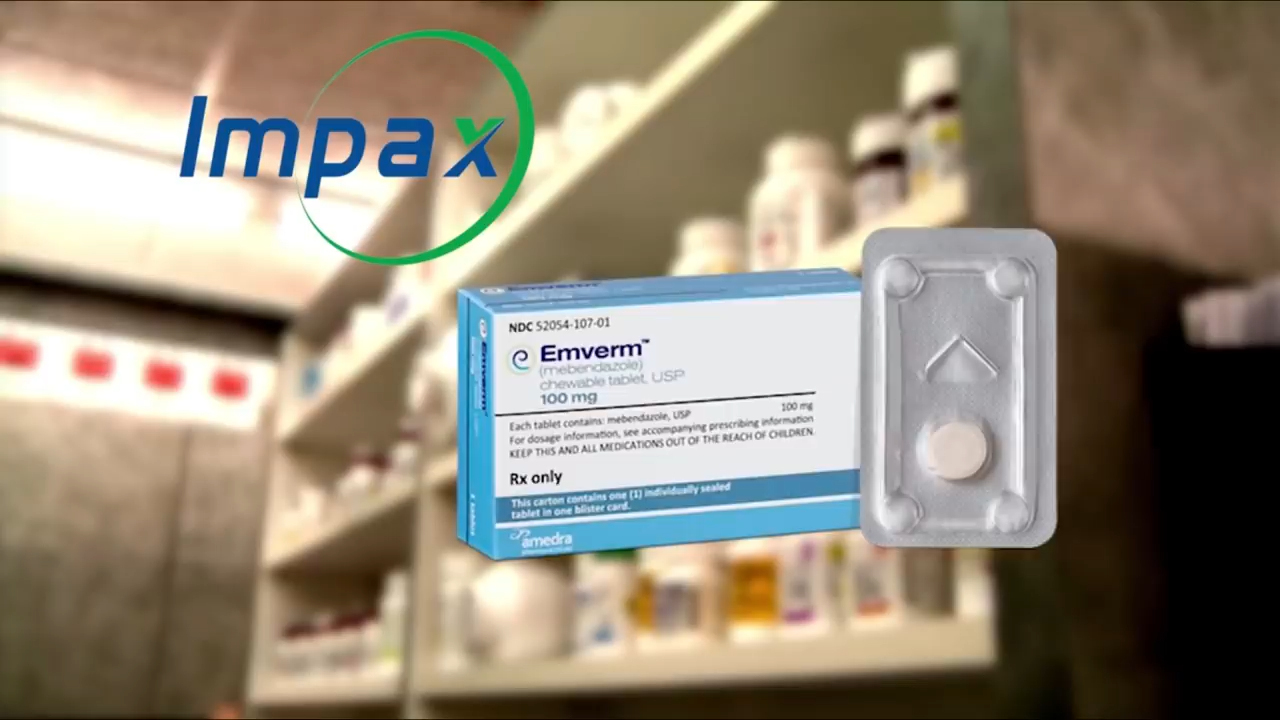 Impax
NDC 52054-107-01
Emverm™
(mebendazole)
chewable tablet, USP
100 mg
Each tablet contains: mebendazole, USP 100 mg
For dosage information, see accompanying prescribing information
KEEP THIS AND ALL MEDICATIONS OUT OF THE REACH OF CHILDREN.
Rx only
This carton contains one (1) individually sealed
tablet in one blister card.
amedra
Emverm